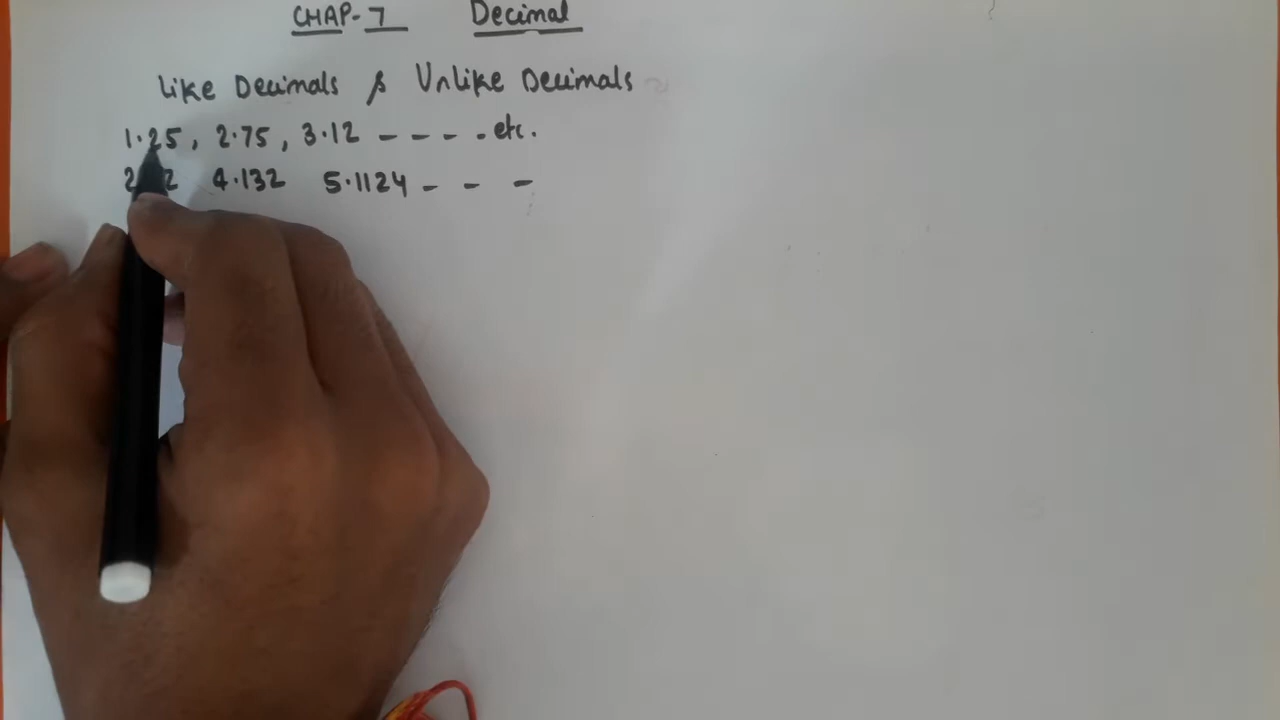 CHAP-7 Decimal
Like Decimals & Unlike Decimals
1.25, 2.75, 3.12 - - - - etc.
4.132 5.1124 - - -